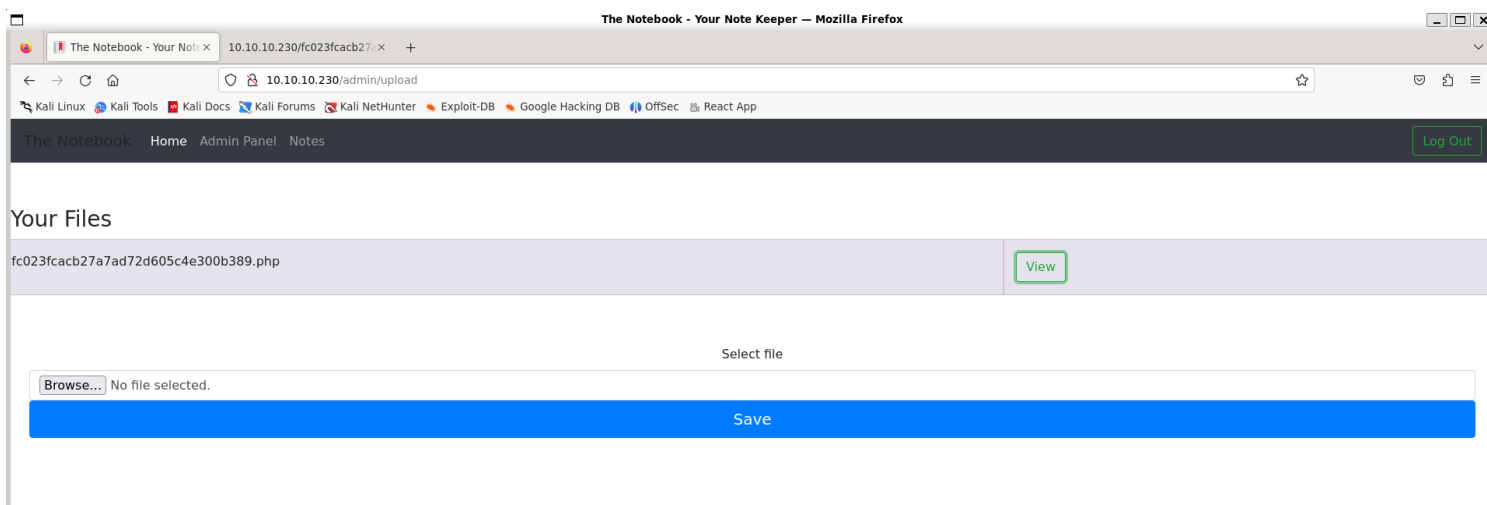 The Notebook - Your Note Keeper — Mozilla Firefox
The Notebook - Your Note 10.10.10.230/fc023fcacb27a
10.10.10.230/admin/upload
Kali Linux Kali Tools Kali Docs Kali Forums Kali NetHunter Exploit-DB Google Hacking DB OffSec React App
The Notebook Home Admin Panel Notes Log Out
Your Files
fc023fcacb27a7ad72d605c4e300b389.php View
Select file
Browse... No file selected.
Save